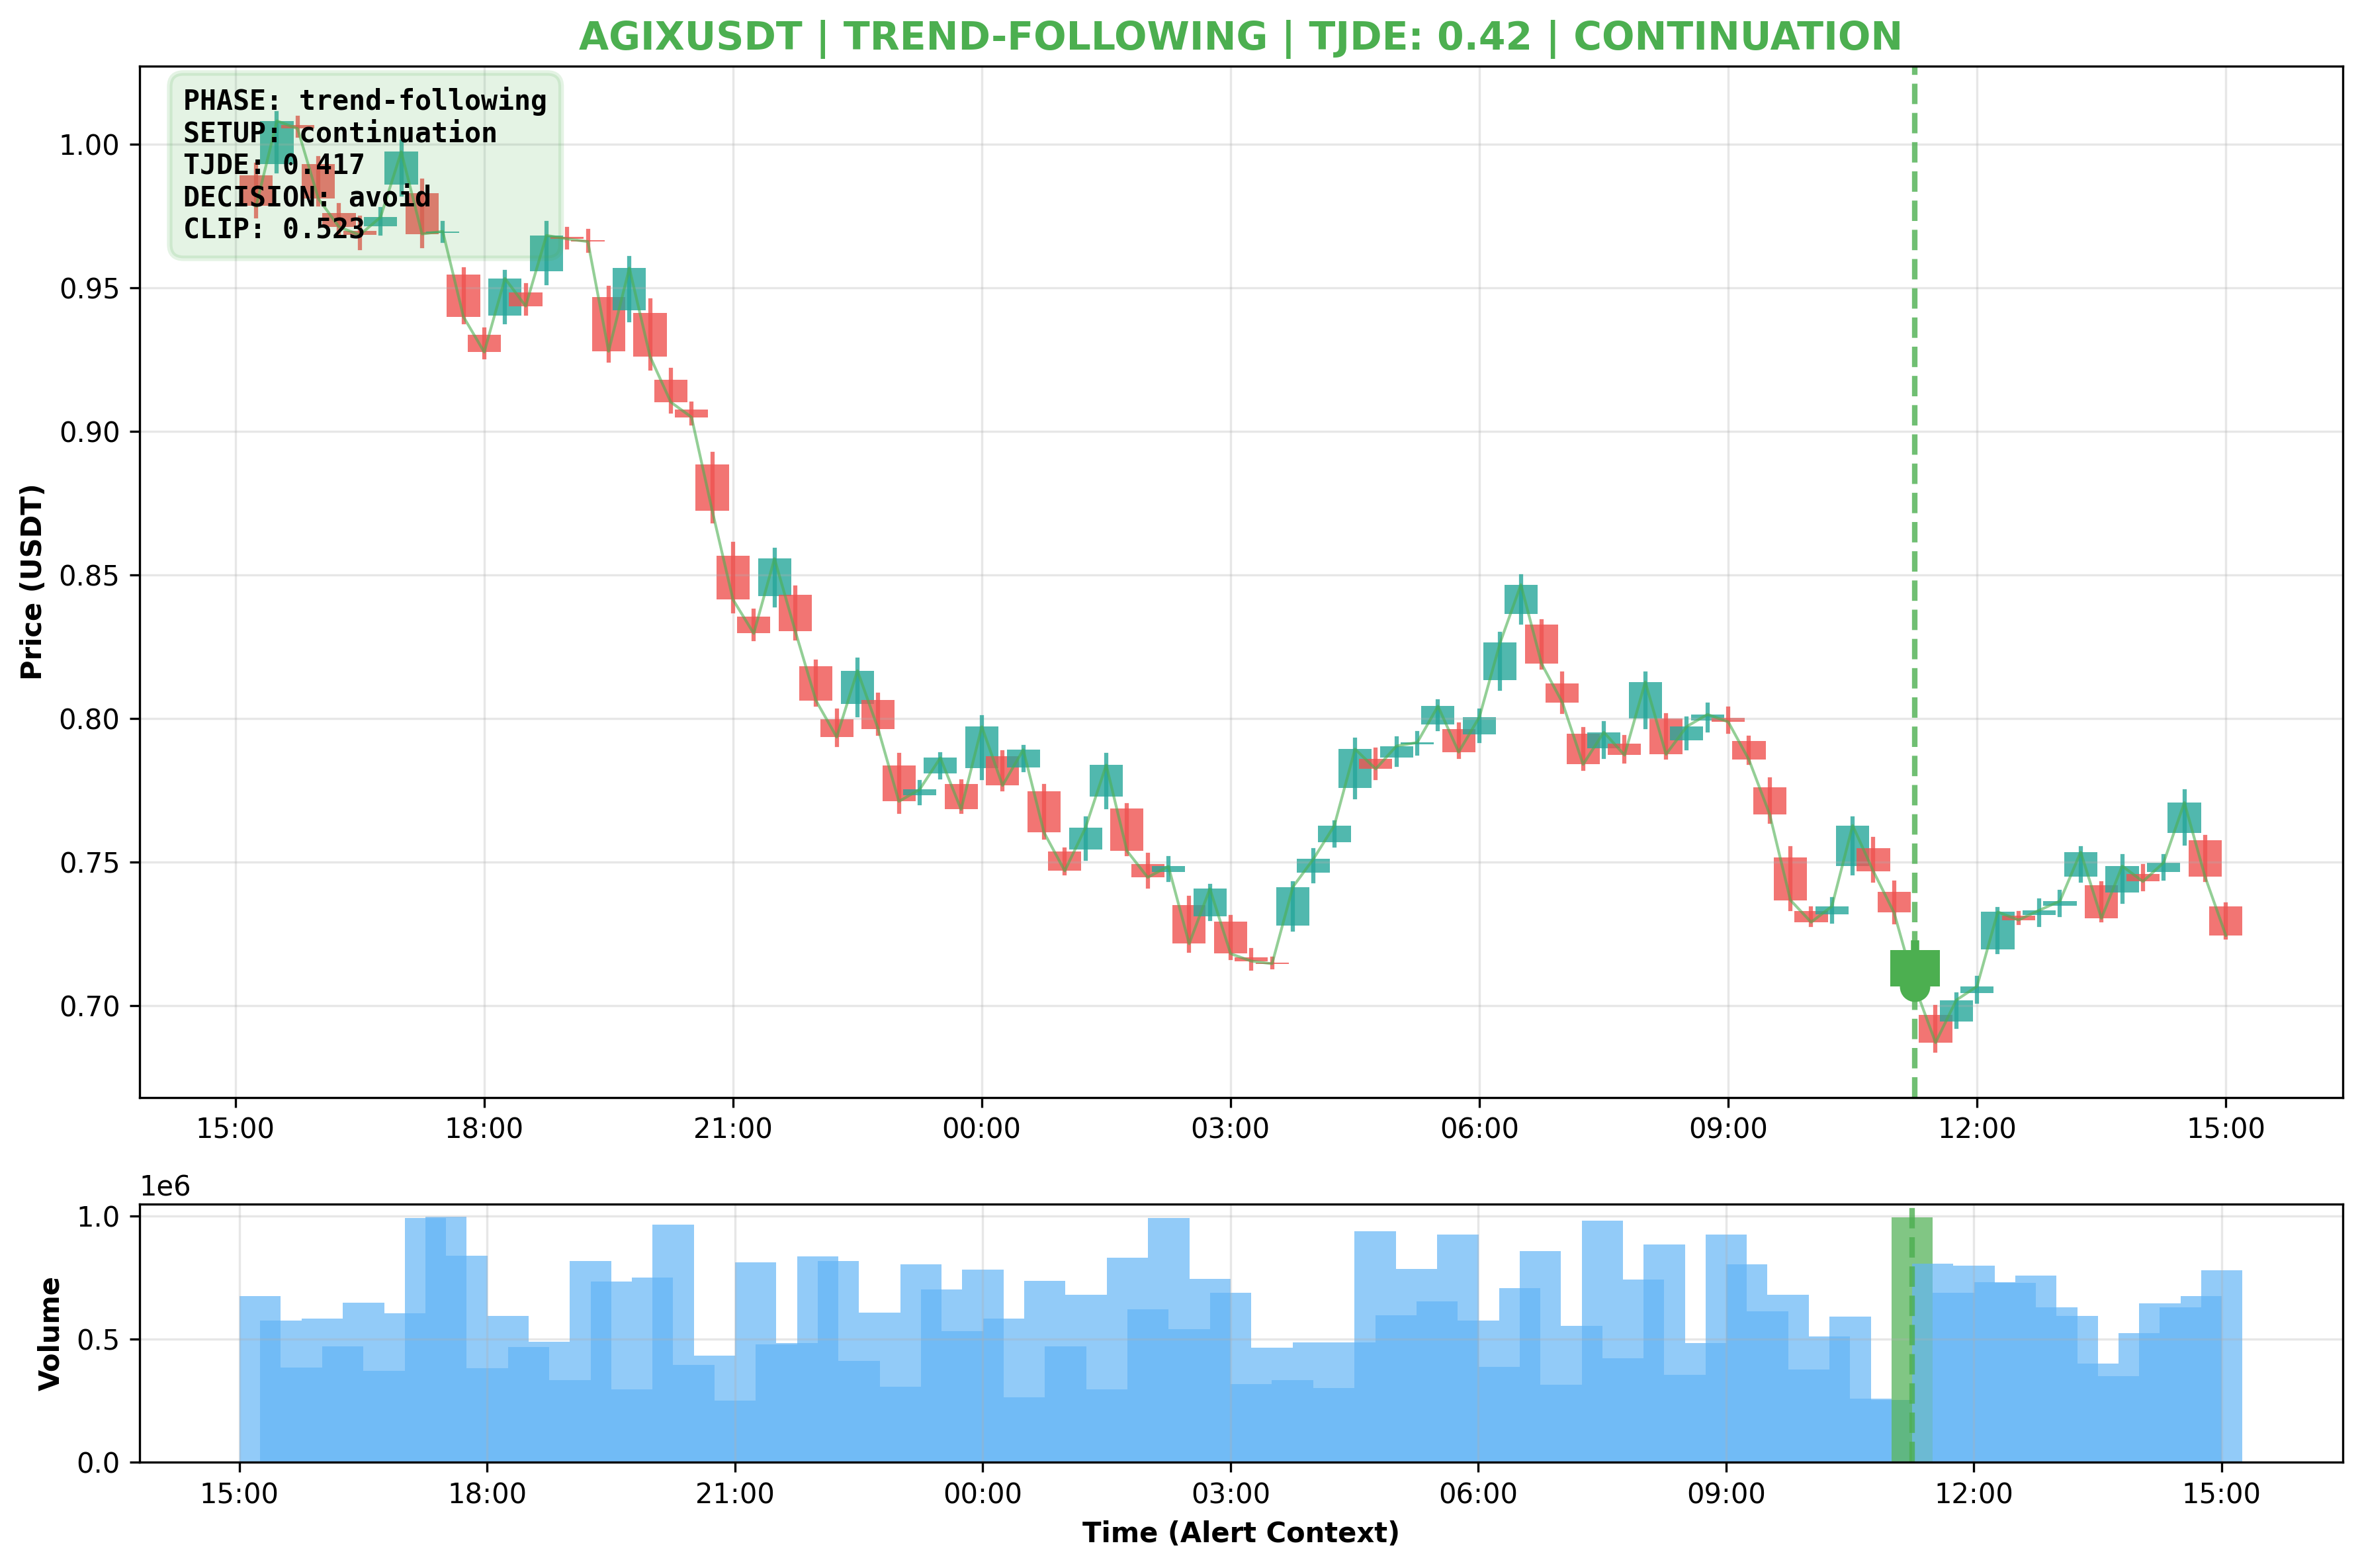 AGIXUSDT | TREND-FOLLOWING | TJDE: 0.42 | CONTINUATION
PHASE: trend-following
SETUP: continuation
TJDE: 0.417
DECISION: avoid
CLIP: 0.523
Price (USDT)
1.00
0.95
0.90
0.85
0.80
0.75
0.70
15:00 18:00 21:00 00:00 03:00 06:00 09:00 12:00 15:00
1e6
Volume
1.0
0.5
0.0
15:00 18:00 21:00 00:00 03:00 06:00 09:00 12:00 15:00
Time (Alert Context)